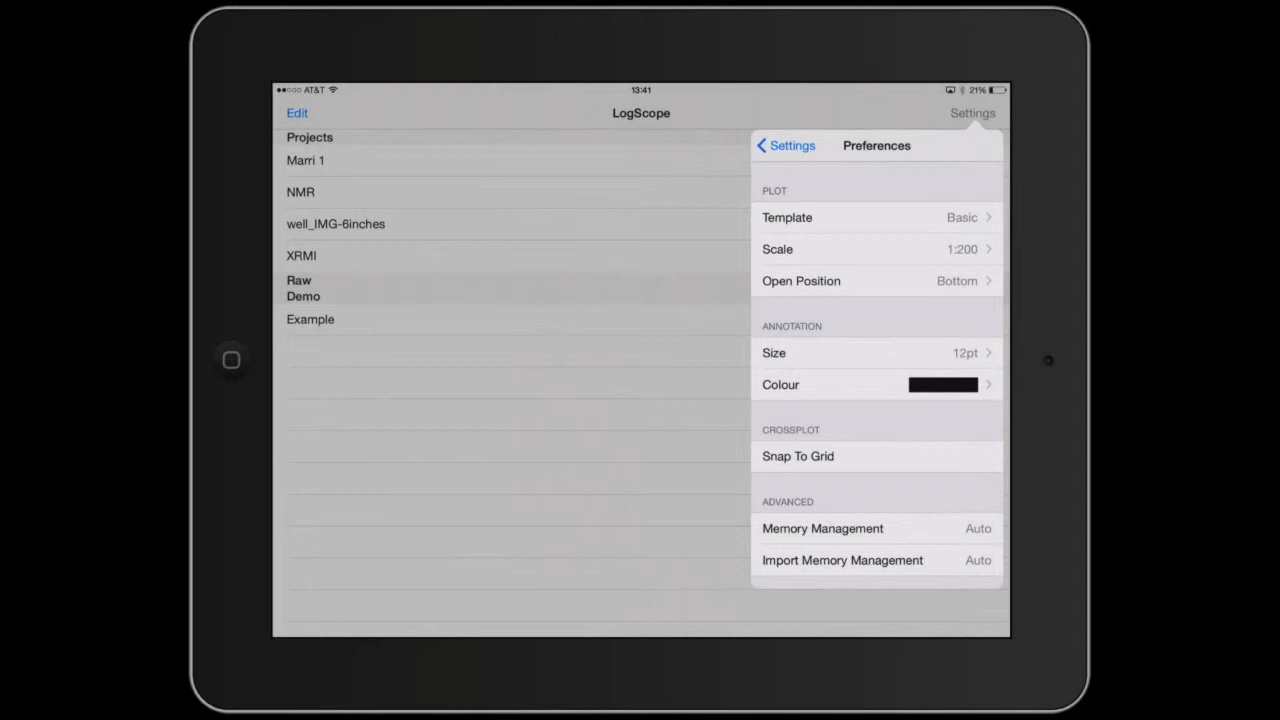 AT&T 13:41 21%
Edit LogScope Settings
Projects
Marri 1
NMR
well_IMG-6inches
XRMI
Raw
Demo
Example
Settings Preferences
PLOT
Template Basic
Scale 1:200
Open Position Bottom
ANNOTATION
Size 12pt
Colour
CROSSPLOT
Snap To Grid
ADVANCED
Memory Management Auto
Import Memory Management Auto